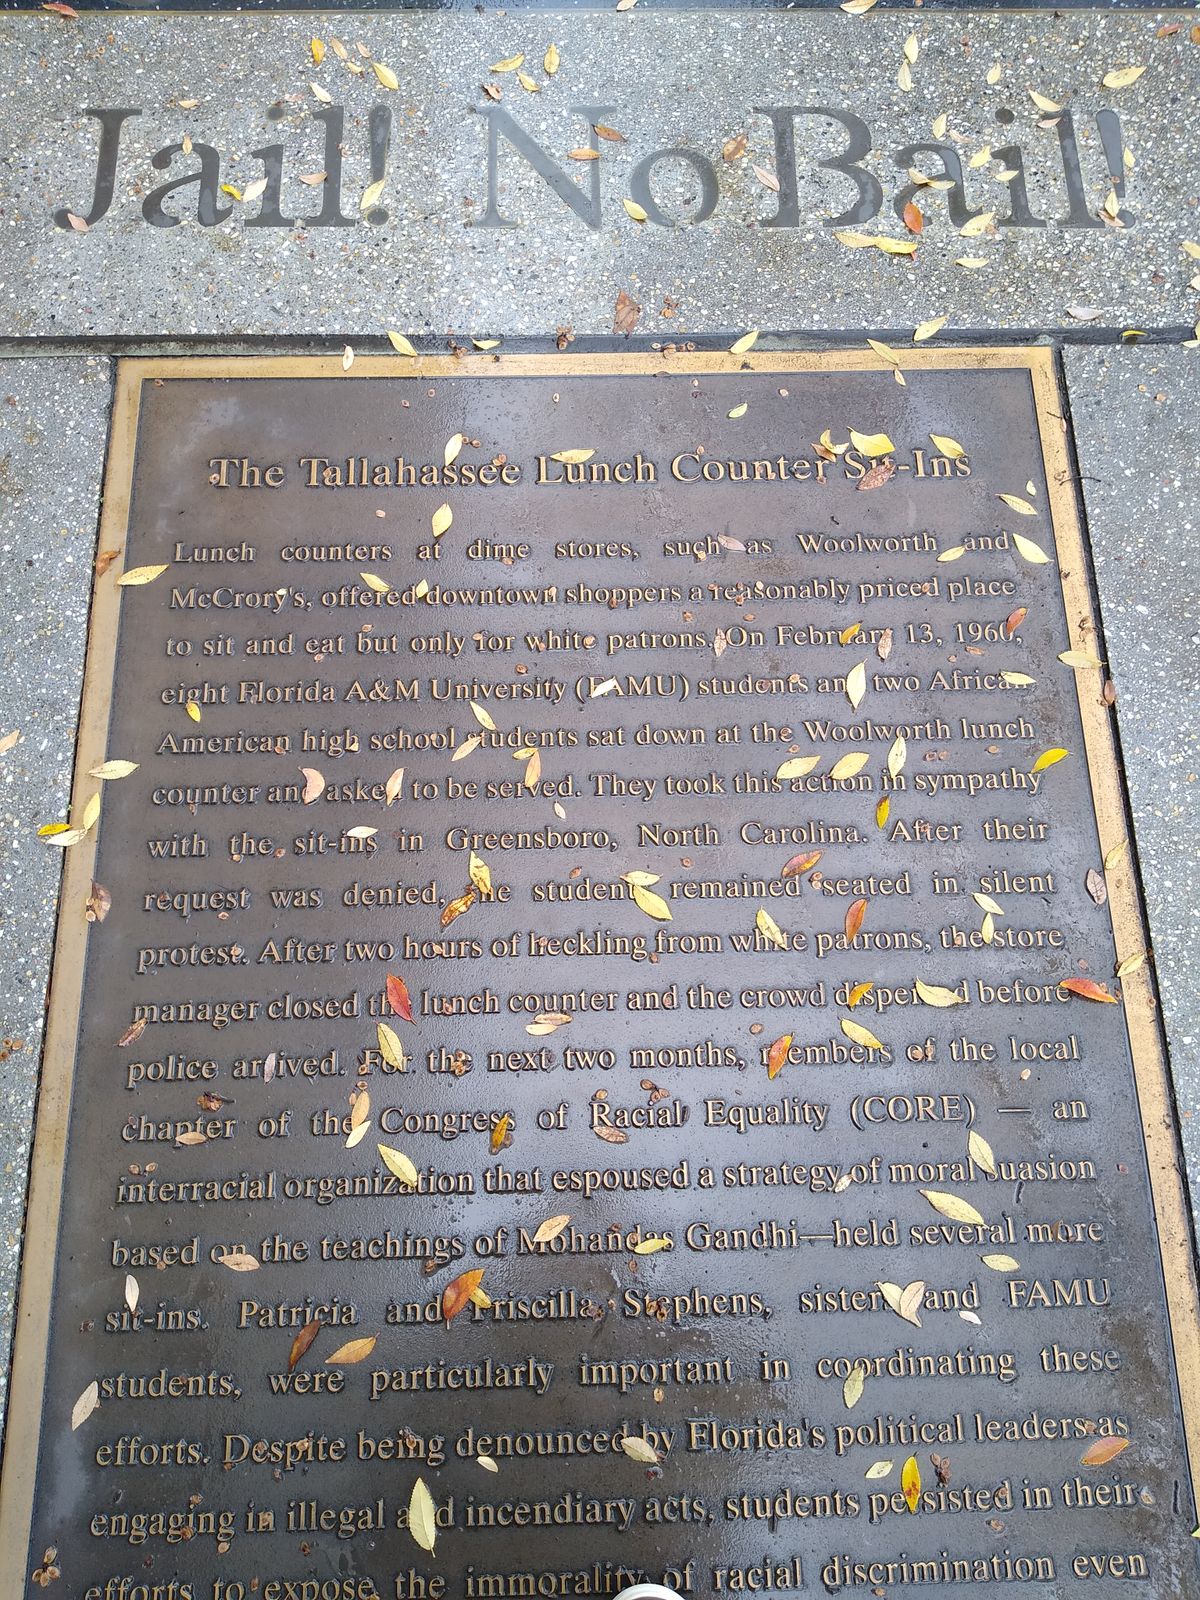 Jail! No Bail!
The Tallahassee Lunch Counter Sit-Ins
Lunch counters at dime stores, such as Woolworth and
McCrory's, offered downtown shoppers a reasonably priced place
to sit and eat but only for white patrons. On February 13, 1960,
eight Florida A&M University (FAMU) students and two African
American high school students sat down at the Woolworth lunch
counter and asked to be served. They took this action in sympathy
with the sit-ins in Greensboro, North Carolina. After their
request was denied, the students remained seated in silent
protest. After two hours of heckling from white patrons, the store
manager closed the lunch counter and the crowd dispersed before
police arrived. For the next two months, members of the local
chapter of the Congress of Racial Equality (CORE) — an
interracial organization that espoused a strategy of moral suasion
based on the teachings of Mohandas Gandhi—held several more
sit-ins. Patricia and Priscilla Stephens, sisters and FAMU
students, were particularly important in coordinating these
efforts. Despite being denounced by Florida's political leaders as
engaging in illegal and incendiary acts, students persisted in their
efforts to expose the immorality of racial discrimination even